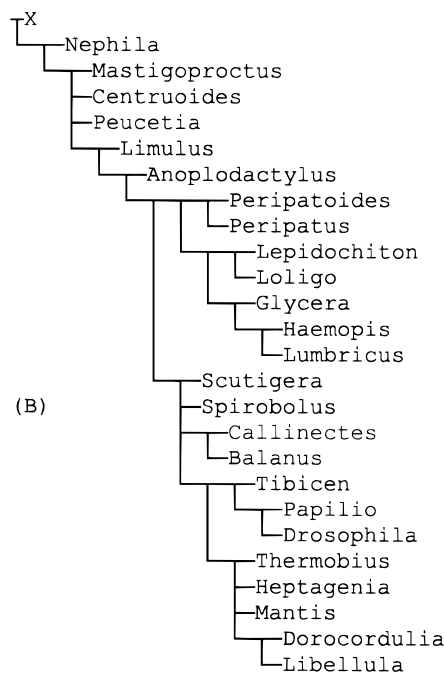 X
Nephila
Mastigoproctus
Centruoides
Peucetia
Limulus
Anoplodactylus
Peripatoides
Peripatus
Lepidochiton
Loligo
Glycera
Haemopis
Lumbricus
Scutigera
(B) Spirobolus
Callinectes
Balanus
Tibicen
Papilio
Drosophila
Thermobius
Heptagenia
Mantis
Dorocordulia
Libellula